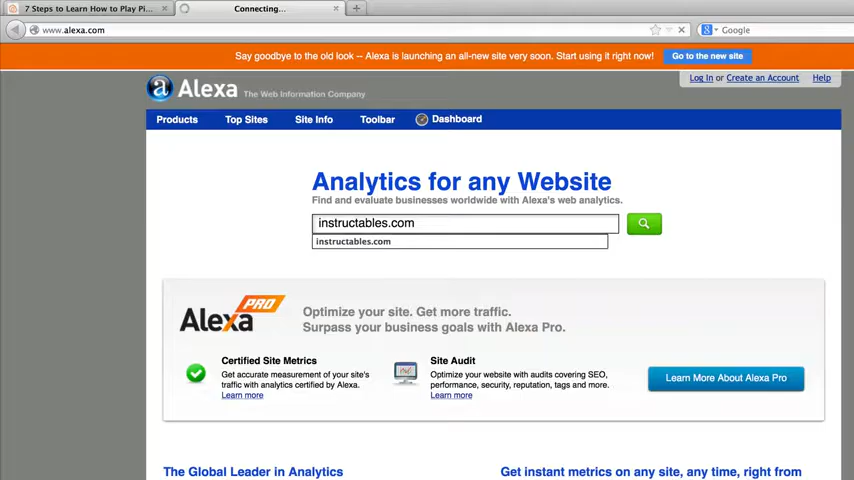 7 Steps to Learn How to Play Pi...
Connecting...
www.alexa.com
Google
Say goodbye to the old look -- Alexa is launching an all-new site very soon. Start using it right now!
Go to the new site
Log In or Create an Account Help
a Alexa The Web Information Company
Products Top Sites Site Info Toolbar Dashboard
Analytics for any Website
Find and evaluate businesses worldwide with Alexa's web analytics.
instructables.com
instructables.com
Alexa PRO
Optimize your site. Get more traffic.
Surpass your business goals with Alexa Pro.
Certified Site Metrics
Get accurate measurement of your site's
traffic with analytics certified by Alexa.
Learn more
Site Audit
Optimize your website with audits covering SEO,
performance, security, reputation, tags and more.
Learn more
Learn More About Alexa Pro
The Global Leader in Analytics
Get instant metrics on any site, any time, right from